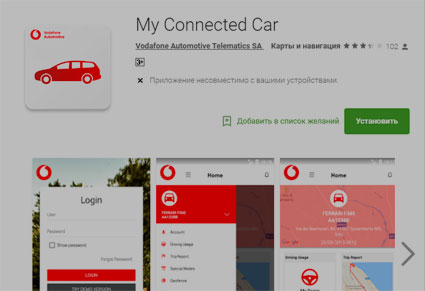 My Connected Car
Vodafone
Automotive
Vodafone Automotive Telematics SA Карты и навигация 102
3+
Приложение несовместимо с вашими устройствами.
Добавить в список желаний
Установить
Login
User
Password
Show password
Forgot Password
LOGIN
TRY DEMO VERSION
Home
FERRARI F348
AA123BB
Account
Driving Usage
Trip Report
Special Modes
Geofence
Home
FERRARI F348
AA123BB
Driving Usage
Trip Report